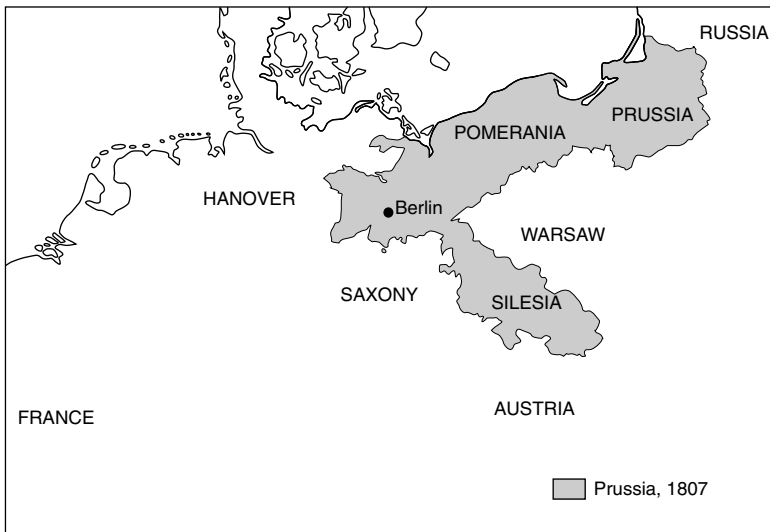 RUSSIA
PRUSSIA
POMERANIA
HANOVER
Berlin
WARSAW
SAXONY
SILESIA
FRANCE
AUSTRIA
Prussia, 1807